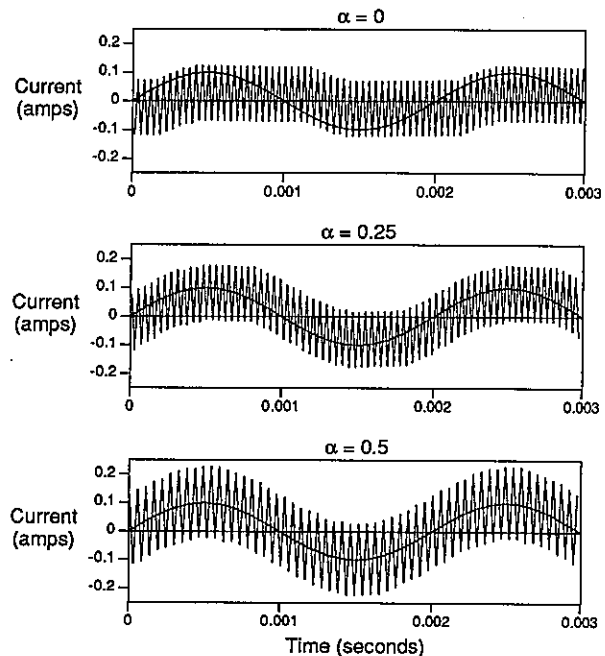 α = 0
0.2
0.1
Current
(amps)
0
-0.1
-0.2
0
0.001
0.002
0.003
α = 0.25
0.2
0.1
Current
(amps)
0
-0.1
-0.2
0
0.001
0.002
0.003
α = 0.5
0.2
0.1
Current
(amps)
0
-0.1
-0.2
0
0.001
0.002
0.003
Time (seconds)